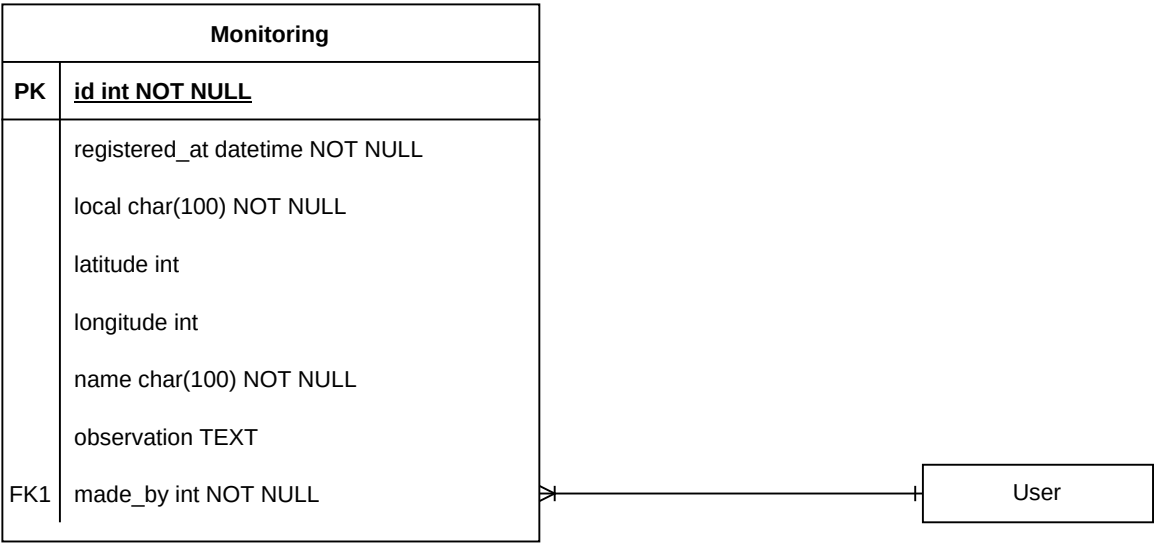 Monitoring
PK id int NOT NULL
registered_at datetime NOT NULL
local char(100) NOT NULL
latitude int
longitude int
name char(100) NOT NULL
observation TEXT
FK1 made_by int NOT NULL
User